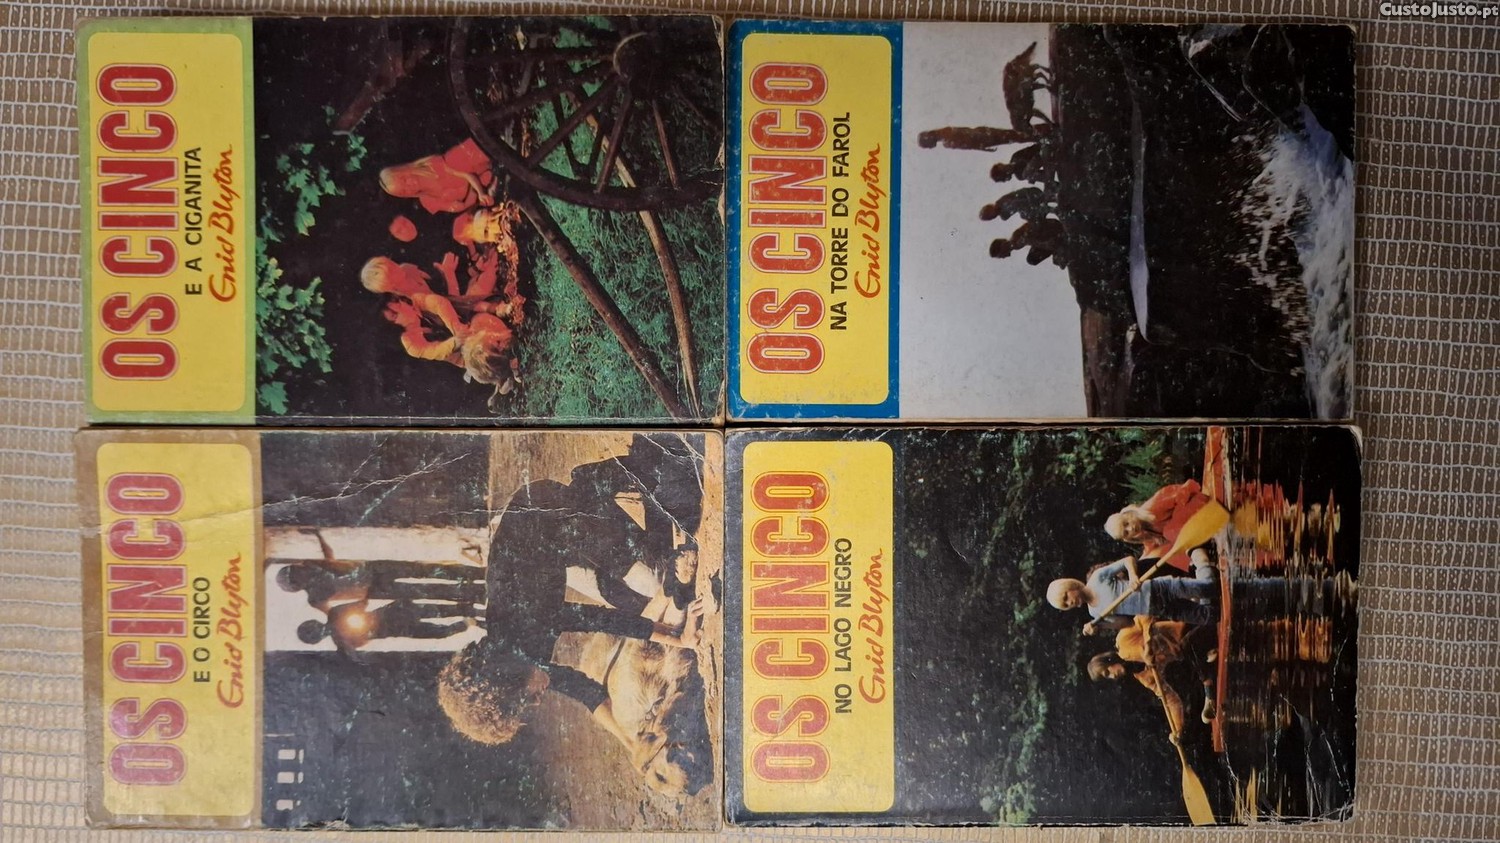 CustoJusto.pt
OS CINCO
E A CIGANITA
Enid Blyton
OS CINCO
NA TORRE DO FAROL
Enid Blyton
OS CINCO
E O CIRCO
Enid Blyton
OS CINCO
NO LAGO NEGRO
Enid Blyton